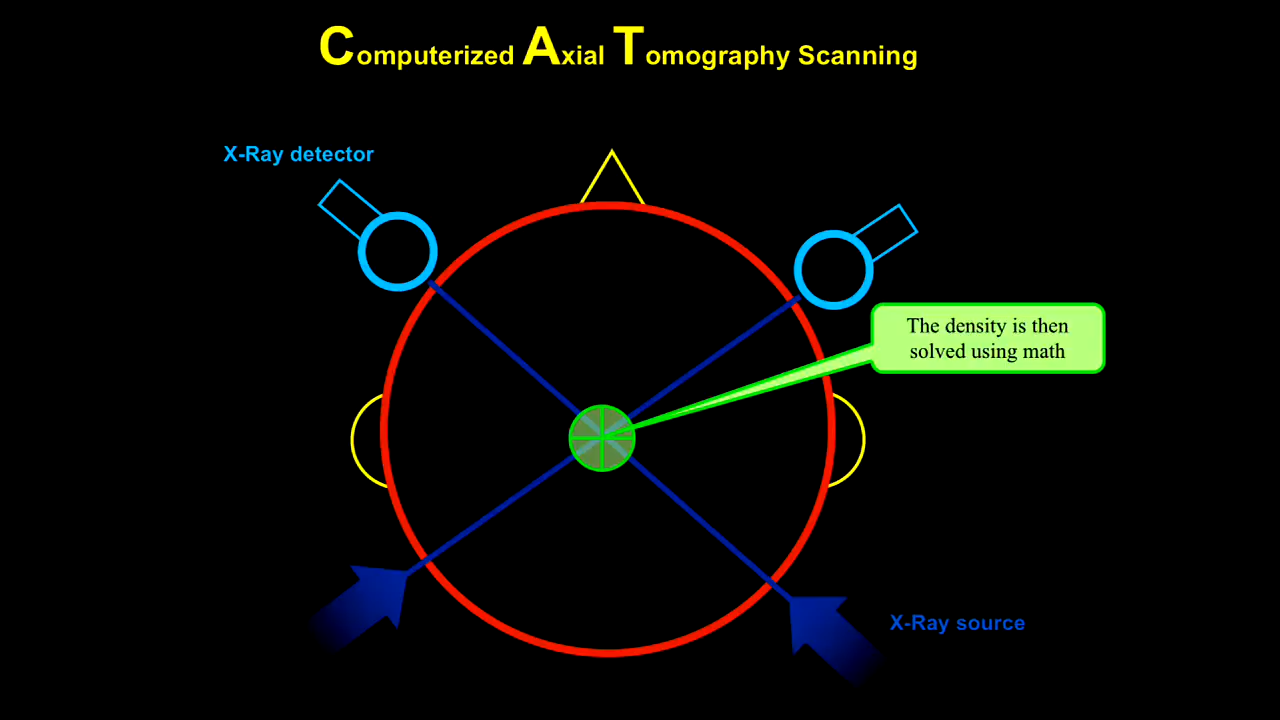 Computerized Axial Tomography Scanning
X-Ray detector
The density is then
solved using math
X-Ray source